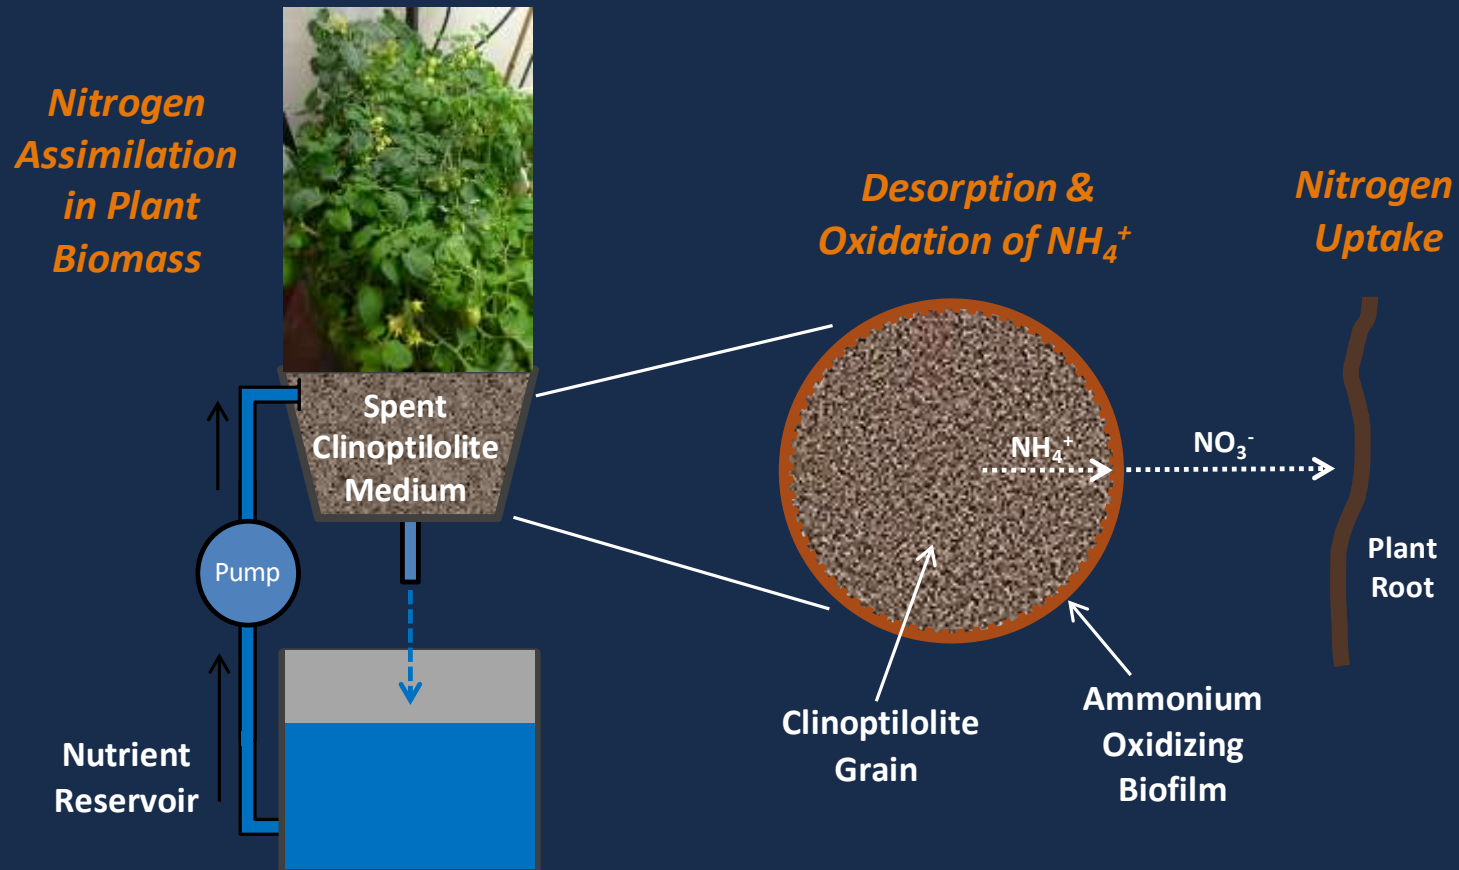 Nitrogen
Assimilation
in Plant
Biomass
Spent
Clinoptilolite
Medium
Pump
Nutrient
Reservoir
Desorption &
Oxidation of NH₄⁺
NH₄⁺
NO₃⁻
Clinoptilolite
Grain
Ammonium
Oxidizing
Biofilm
Nitrogen
Uptake
Plant
Root